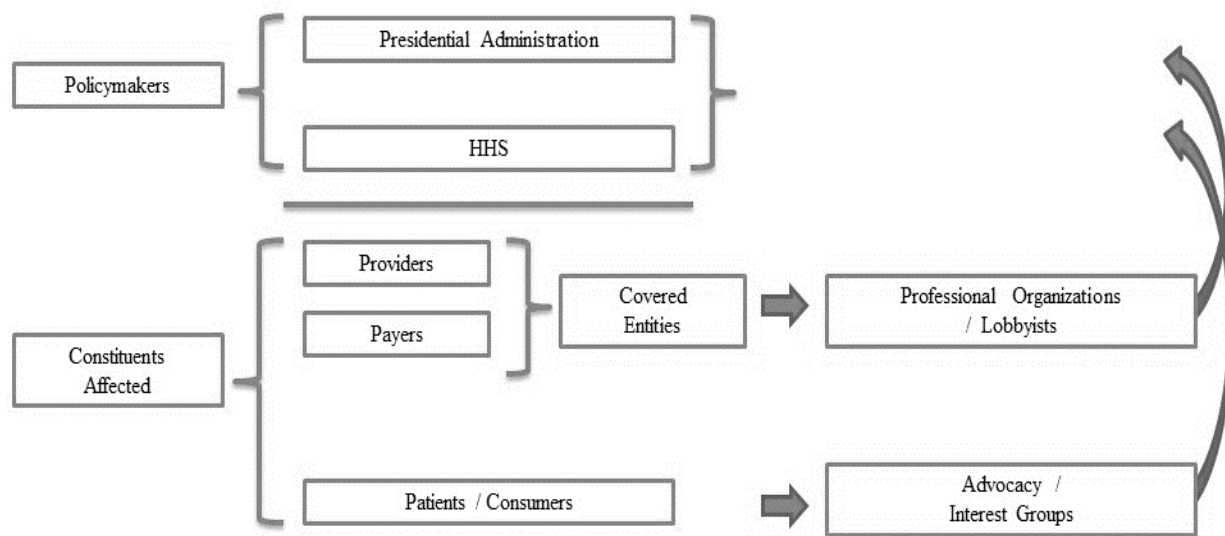 Presidential Administration
Policymakers
HHS
Providers
Payers
Covered
Entities
Professional Organizations
/ Lobbyists
Constituents
Affected
Patients / Consumers
Advocacy /
Interest Groups